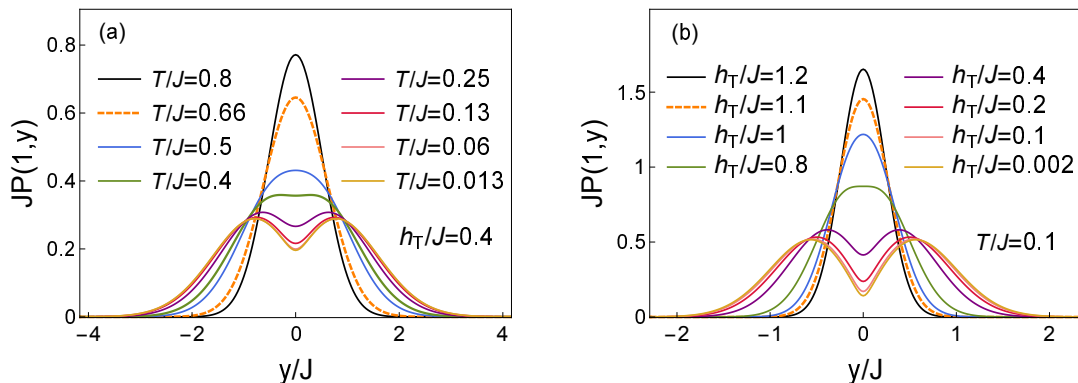 (a)
JP(1,y)
0.8
0.6
0.4
0.2
0
T/J=0.8
T/J=0.66
T/J=0.5
T/J=0.4
T/J=0.25
T/J=0.13
T/J=0.06
T/J=0.013
hT/J=0.4
−4 −2 0 2 4
y/J
(b)
JP(1,y)
1.5
1
0.5
0
hT/J=1.2
hT/J=1.1
hT/J=1
hT/J=0.8
hT/J=0.4
hT/J=0.2
hT/J=0.1
hT/J=0.002
T/J=0.1
−2 −1 0 1 2
y/J